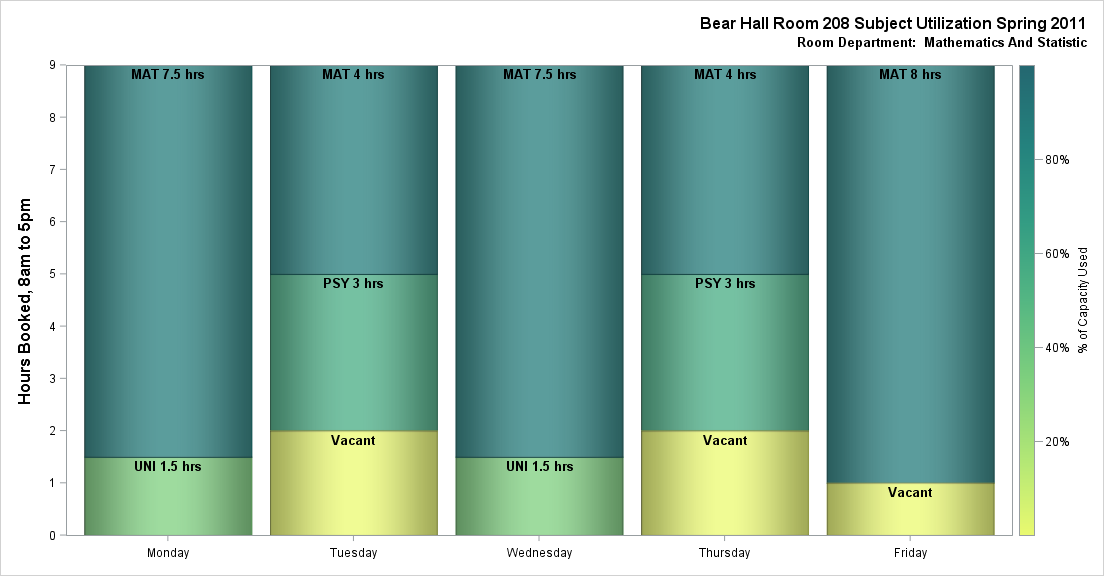 Bear Hall Room 208 Subject Utilization Spring 2011
Room Department:  Mathematics And Statistic
Hours Booked, 8am to 5pm
9
8
7
6
5
4
3
2
1
0
MAT 7.5 hrs
UNI 1.5 hrs
MAT 4 hrs
PSY 3 hrs
Vacant
MAT 7.5 hrs
UNI 1.5 hrs
MAT 4 hrs
PSY 3 hrs
Vacant
MAT 8 hrs
Vacant
Monday
Tuesday
Wednesday
Thursday
Friday
80%
60%
40%
20%
% of Capacity Used